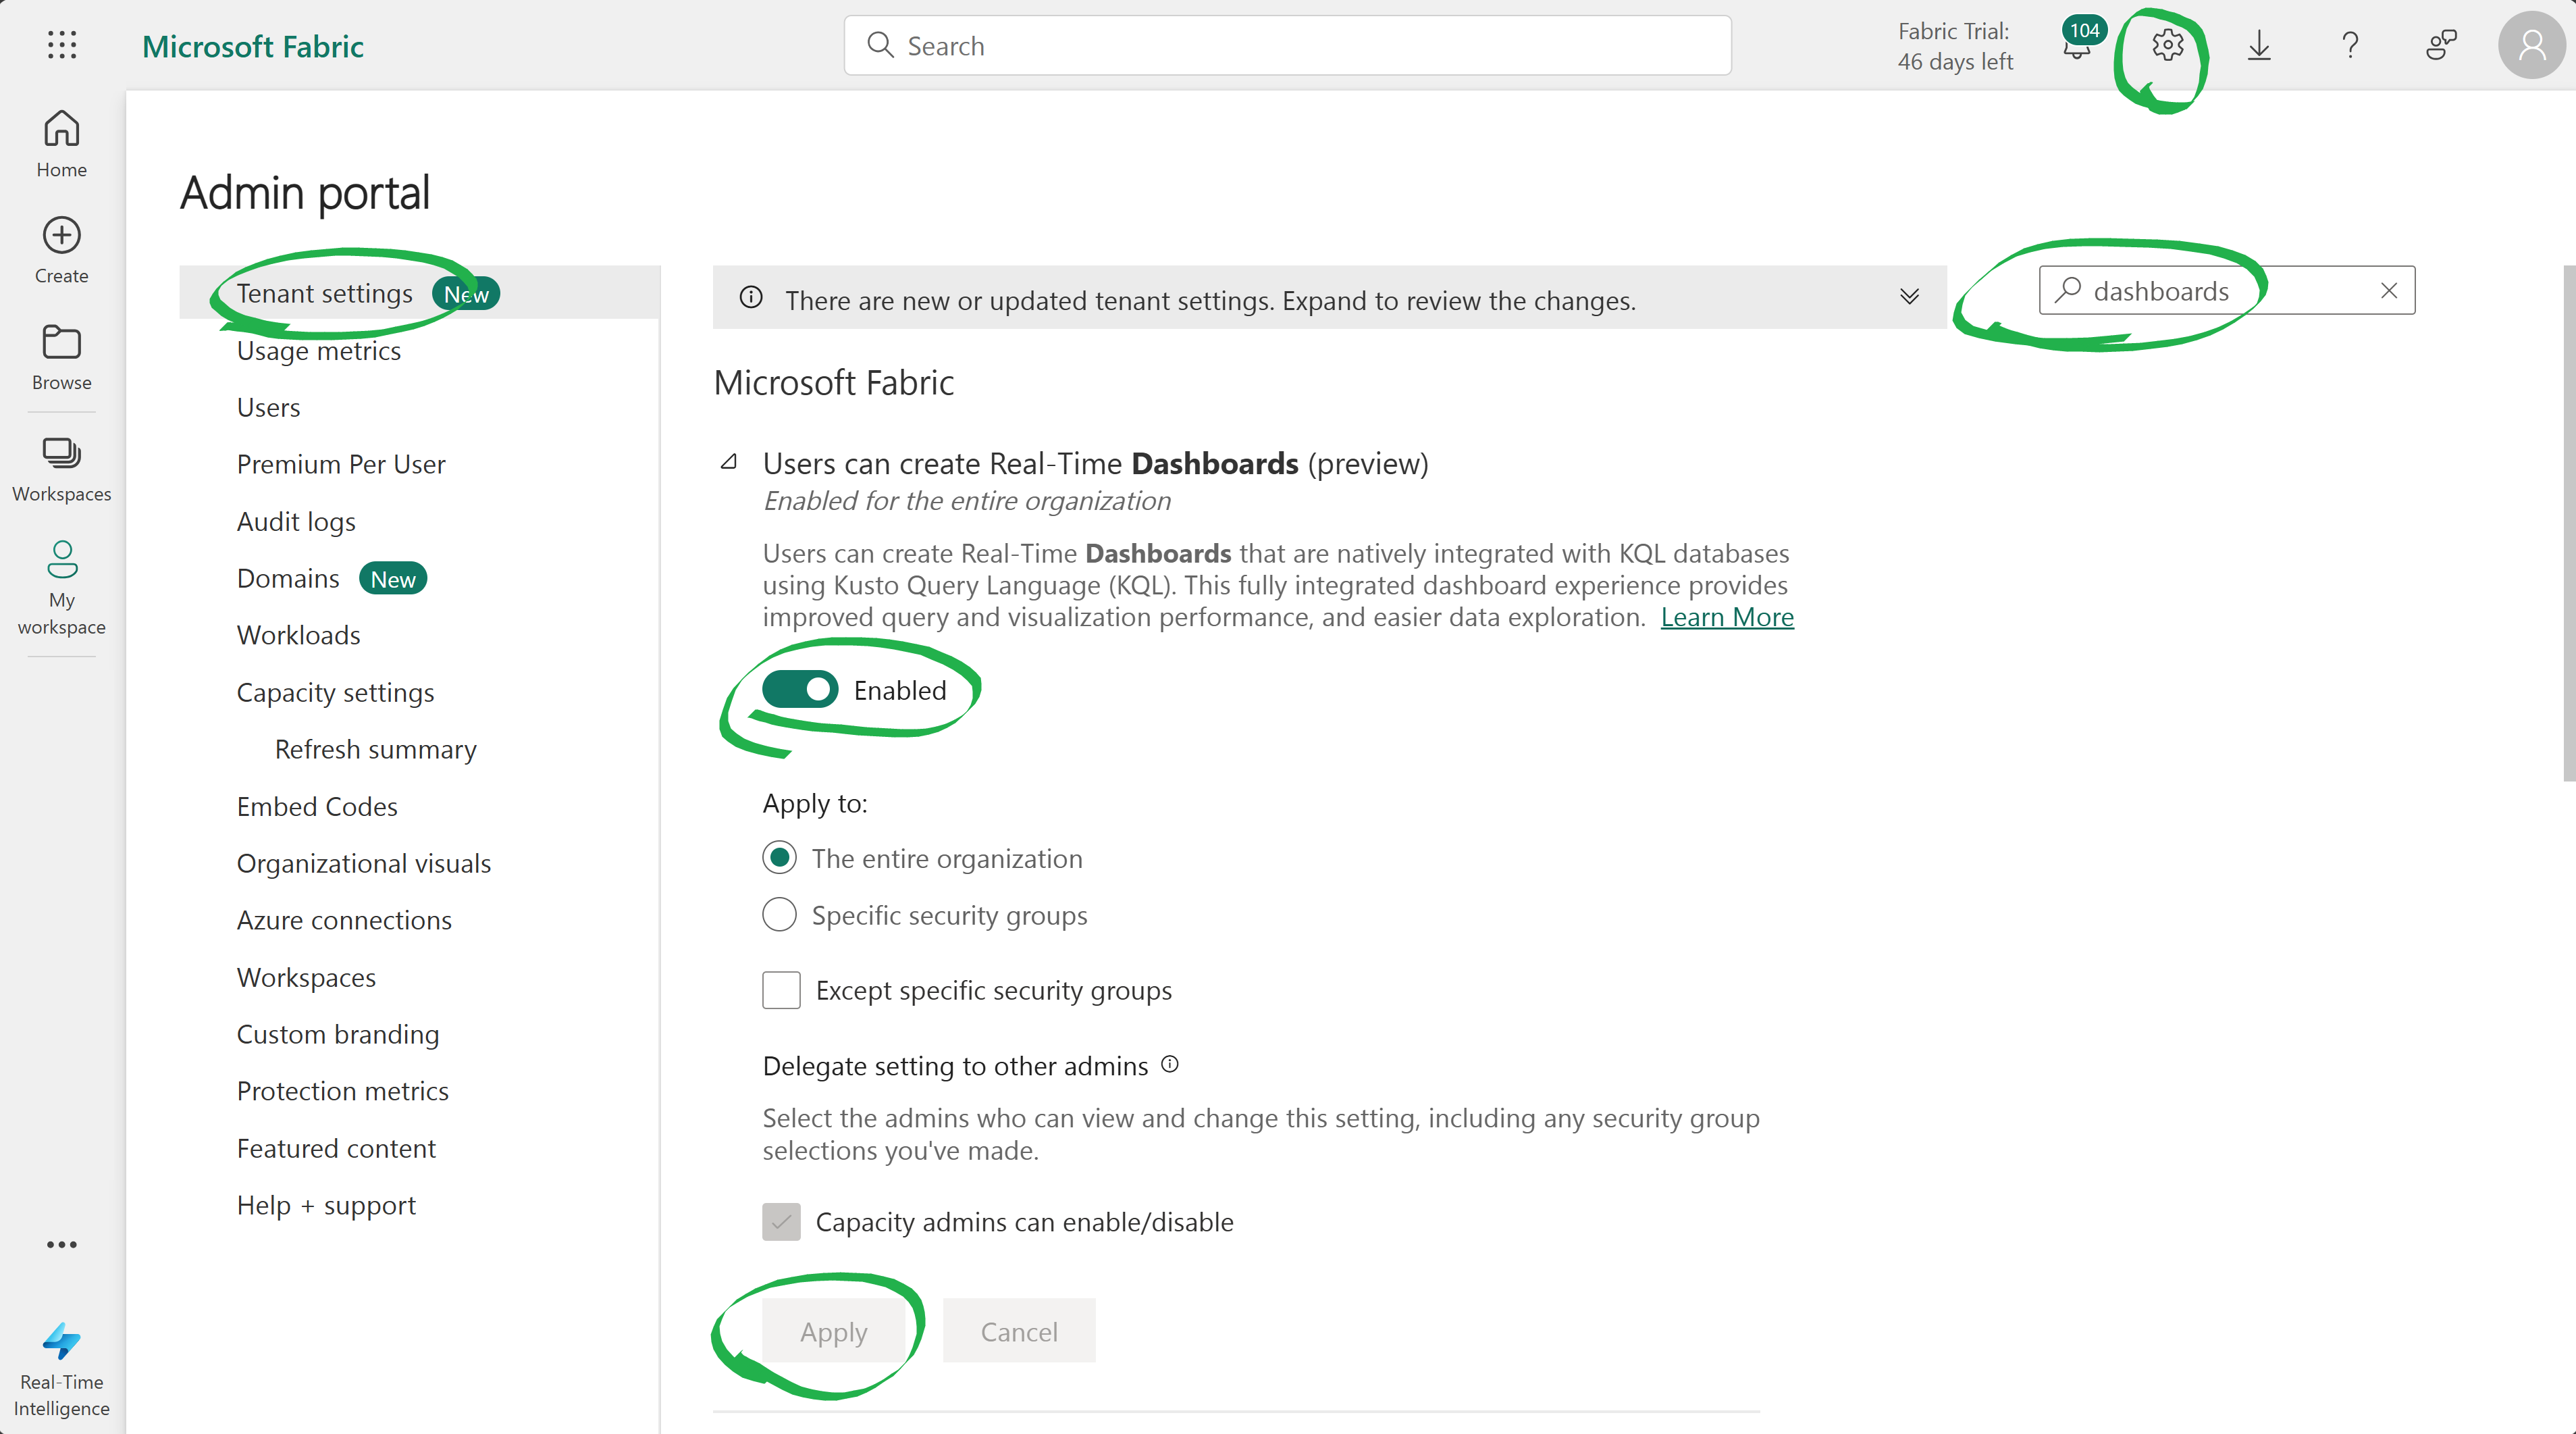 Microsoft Fabric
Search
Fabric Trial:
46 days left
104
Home
Create
Browse
Workspaces
My
workspace
Real-Time
Intelligence
Admin portal
Tenant settings New
Usage metrics
Users
Premium Per User
Audit logs
Domains New
Workloads
Capacity settings
Refresh summary
Embed Codes
Organizational visuals
Azure connections
Workspaces
Custom branding
Protection metrics
Featured content
Help + support
There are new or updated tenant settings. Expand to review the changes.
dashboards
Microsoft Fabric
Users can create Real-Time Dashboards (preview)
Enabled for the entire organization
Users can create Real-Time Dashboards that are natively integrated with KQL databases
using Kusto Query Language (KQL). This fully integrated dashboard experience provides
improved query and visualization performance, and easier data exploration. Learn More
Enabled
Apply to:
The entire organization
Specific security groups
Except specific security groups
Delegate setting to other admins
Select the admins who can view and change this setting, including any security group
selections you've made.
Capacity admins can enable/disable
Apply
Cancel